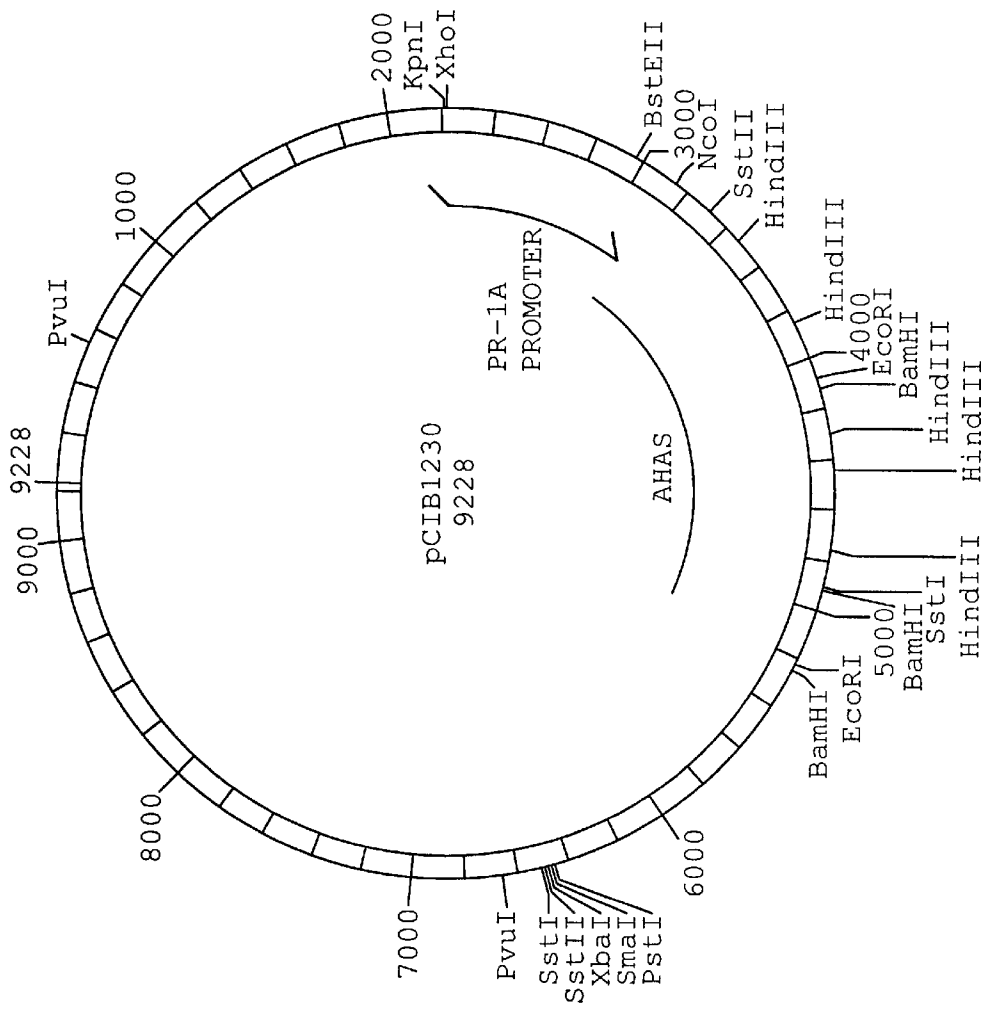 9228
PvuI
1000
2000
KpnI
XhoI
BstEII
3000
NcoI
SstII
HindIII
HindIII
4000
EcoRI
BamHI
HindIII
HindIII
HindIII
SstI
BamHI
5000
EcoRI
BamHI
6000
PstI
SmaI
XbaI
SstII
SstI
PvuI
7000
8000
9000
PR-1A
PROMOTER
AHAS
pCIB1230
9228